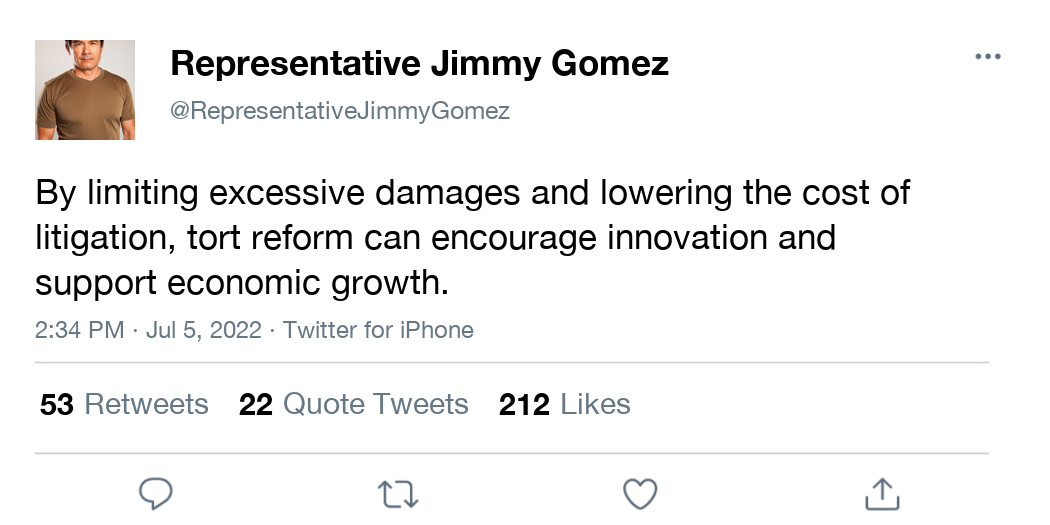 Representative Jimmy Gomez
@RepresentativeJimmyGomez
By limiting excessive damages and lowering the cost of
litigation, tort reform can encourage innovation and
support economic growth.
2:34 PM · Jul 5, 2022 · Twitter for iPhone
53 Retweets 22 Quote Tweets 212 Likes